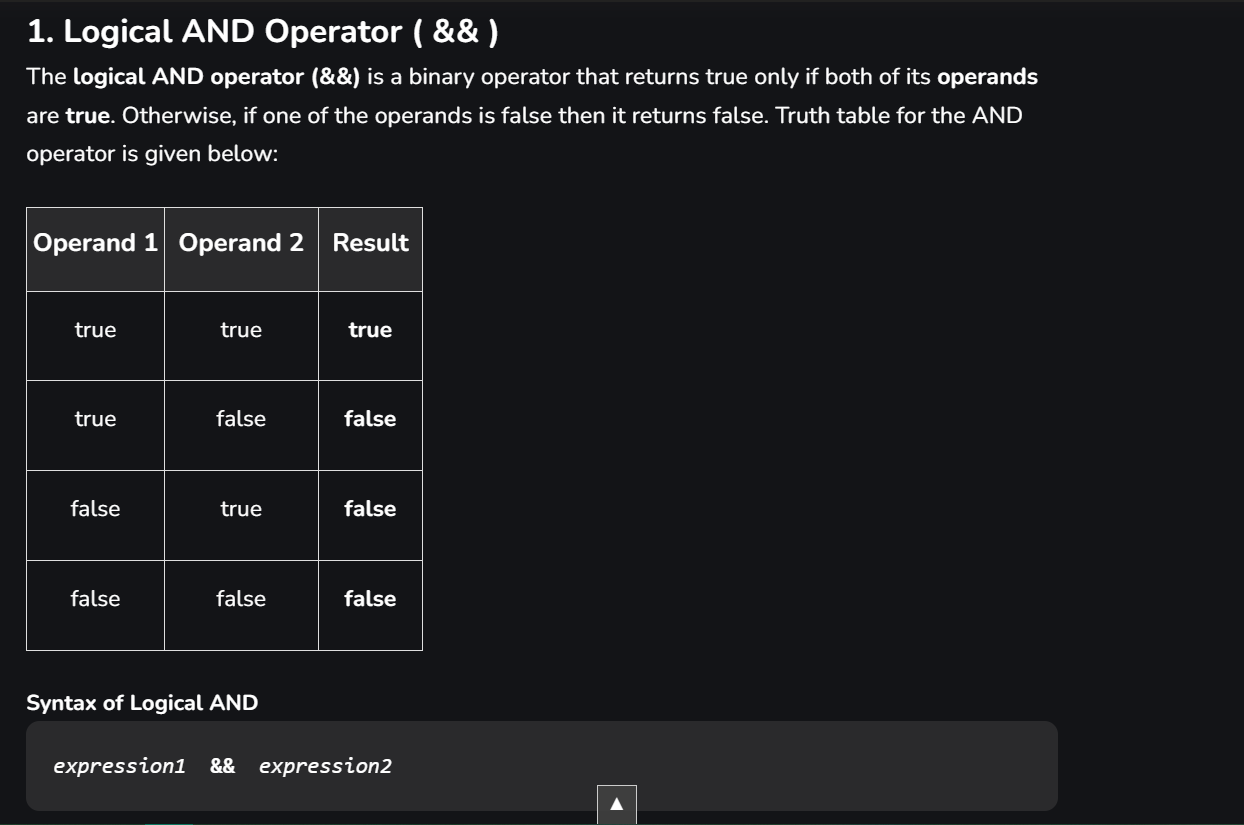 1. Logical AND Operator ( && )
The logical AND operator (&&) is a binary operator that returns true only if both of its operands
are true. Otherwise, if one of the operands is false then it returns false. Truth table for the AND
operator is given below:
Operand 1 Operand 2 Result
true true true
true false false
false true false
false false false
Syntax of Logical AND
expression1 && expression2